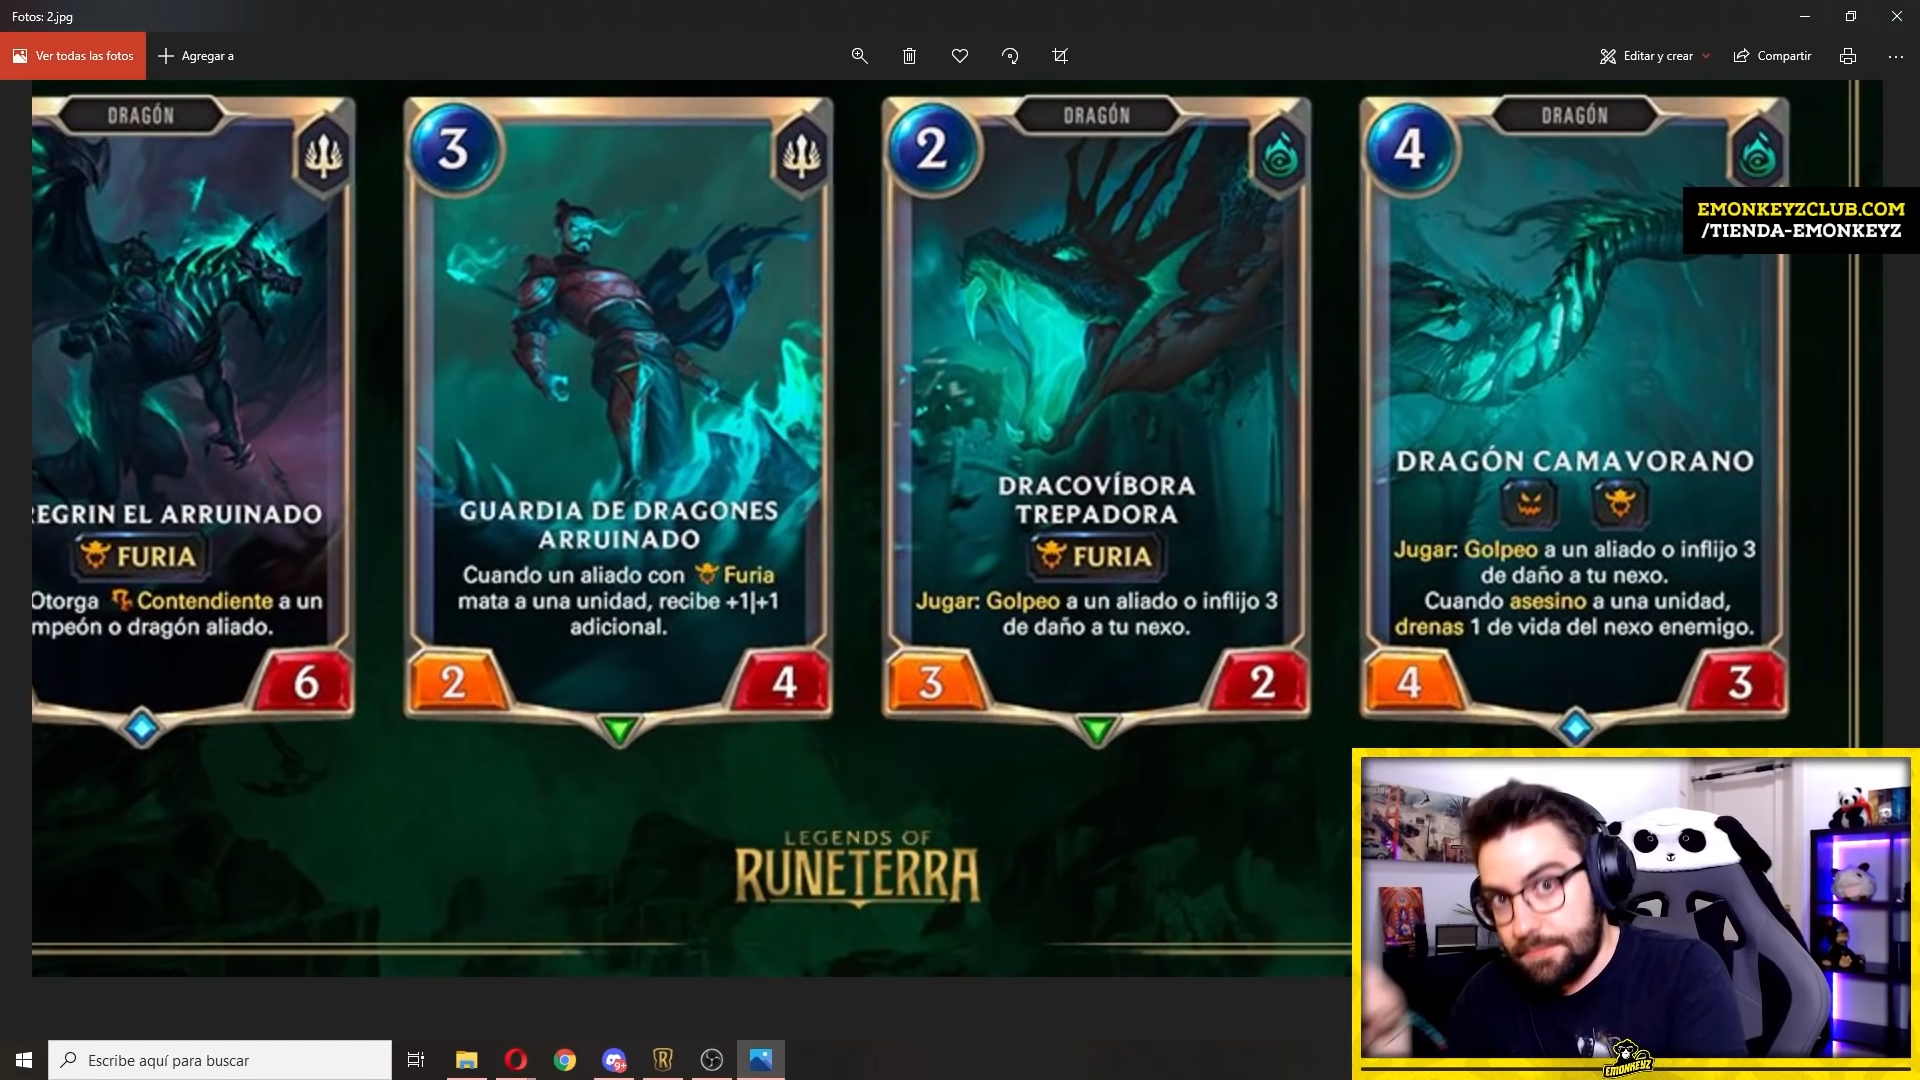 Fotos: 2.jpg
Ver todas las fotos
Agregar a
Editar y crear
Compartir
DRAGÓN
REGRIN EL ARRUINADO
FURIA
Otorga Contendiente a un
mpeón o dragón aliado.
6
3
GUARDIA DE DRAGONES
ARRUINADO
Cuando un aliado con Furia
mata a una unidad, recibe +1|+1
adicional.
2
4
2
DRAGÓN
DRACOVÍBORA
TREPADORA
FURIA
Jugar: Golpeo a un aliado o inflijo 3
de daño a tu nexo.
3
2
4
DRAGÓN
DRAGÓN CAMAVORANO
Jugar: Golpeo a un aliado o inflijo 3
de daño a tu nexo.
Cuando asesino a una unidad,
drenas 1 de vida del nexo enemigo.
4
3
EMONKEYZCLUB.COM
/TIENDA-EMONKEYZ
LEGENDS OF
RUNETERRA
EMONKEYZ
Escribe aquí para buscar
9+